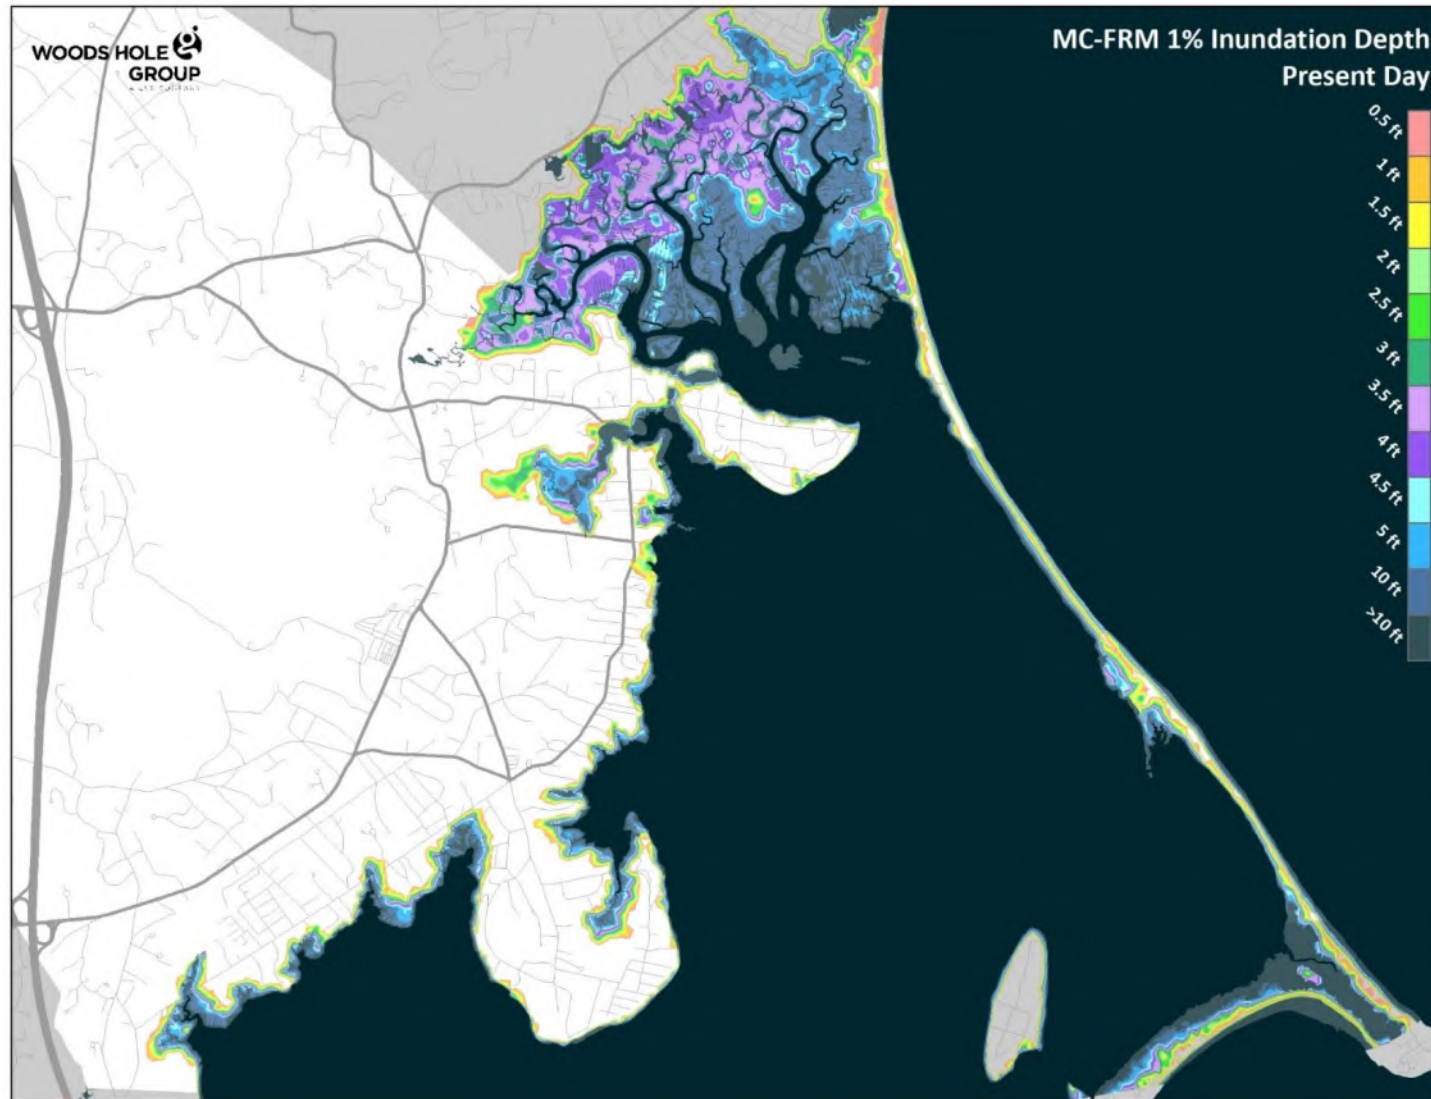 WOODS HOLE
GROUP
MC-FRM 1% Inundation Depth
Present Day
0.5 ft
1 ft
1.5 ft
2 ft
2.5 ft
3 ft
3.5 ft
4 ft
4.5 ft
5 ft
10 ft
>10 ft